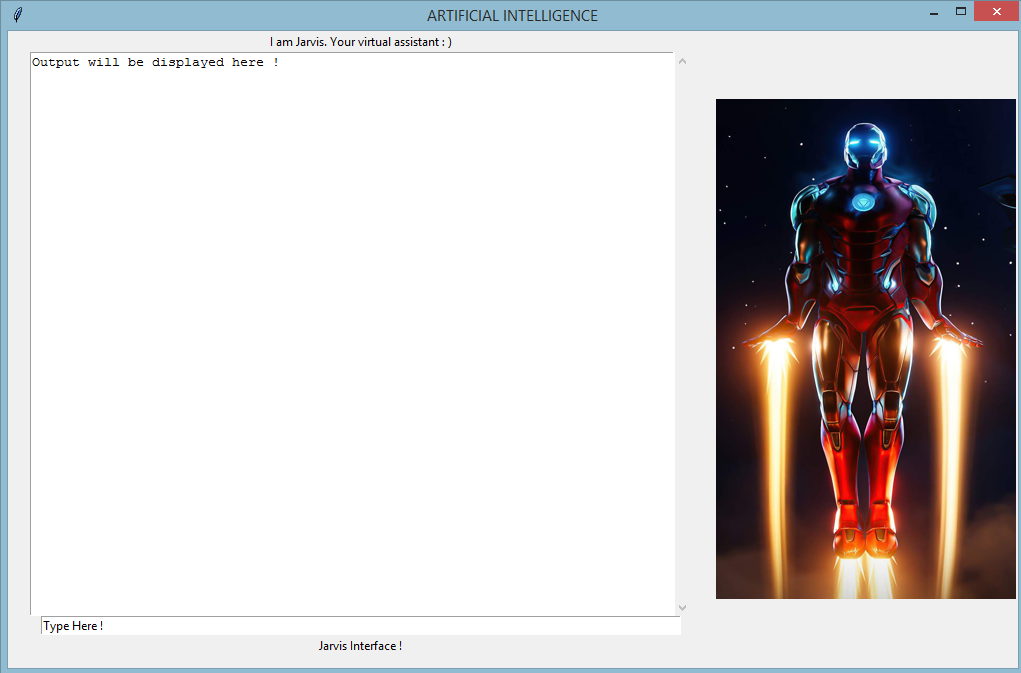 ARTIFICIAL INTELLIGENCE
I am Jarvis. Your virtual assistant : )
Output will be displayed here !
Type Here !
Jarvis Interface !